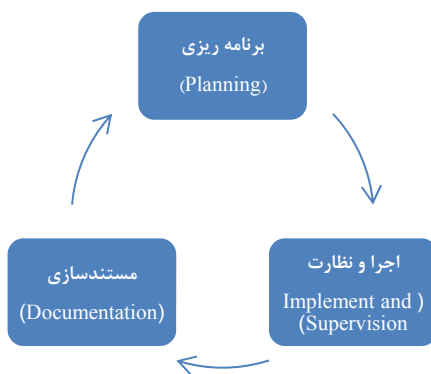 برنامه ریزی
(Planning)
اجرا و نظارت
Implement and )
(Supervision
مستندسازی
(Documentation)